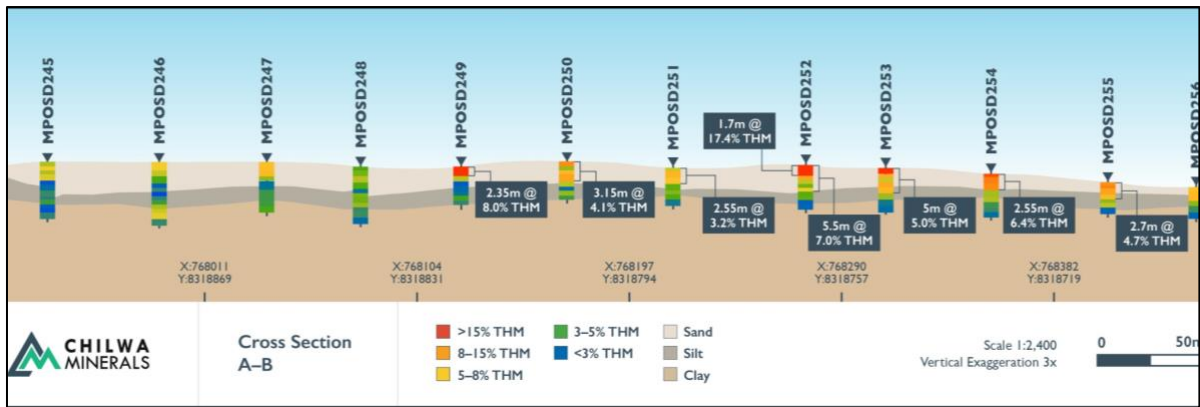 MPOSD245
MPOSD246
MPOSD247
MPOSD248
MPOSD249
MPOSD250
MPOSD251
MPOSD252
MPOSD253
MPOSD254
MPOSD255
MPOSD256
1.7m @
17.4% THM
2.35m @
8.0% THM
3.15m @
4.1% THM
2.55m @
3.2% THM
5.5m @
7.0% THM
5m @
5.0% THM
2.55m @
6.4% THM
2.7m @
4.7% THM
X:768011
Y:8318869
X:768104
Y:8318831
X:768197
Y:8318794
X:768290
Y:8318757
X:768382
Y:8318719
CHILWA
MINERALS
Cross Section
A–B
>15% THM
8–15% THM
5–8% THM
3–5% THM
<3% THM
Sand
Silt
Clay
Scale 1:2,400
Vertical Exaggeration 3x
0
50m